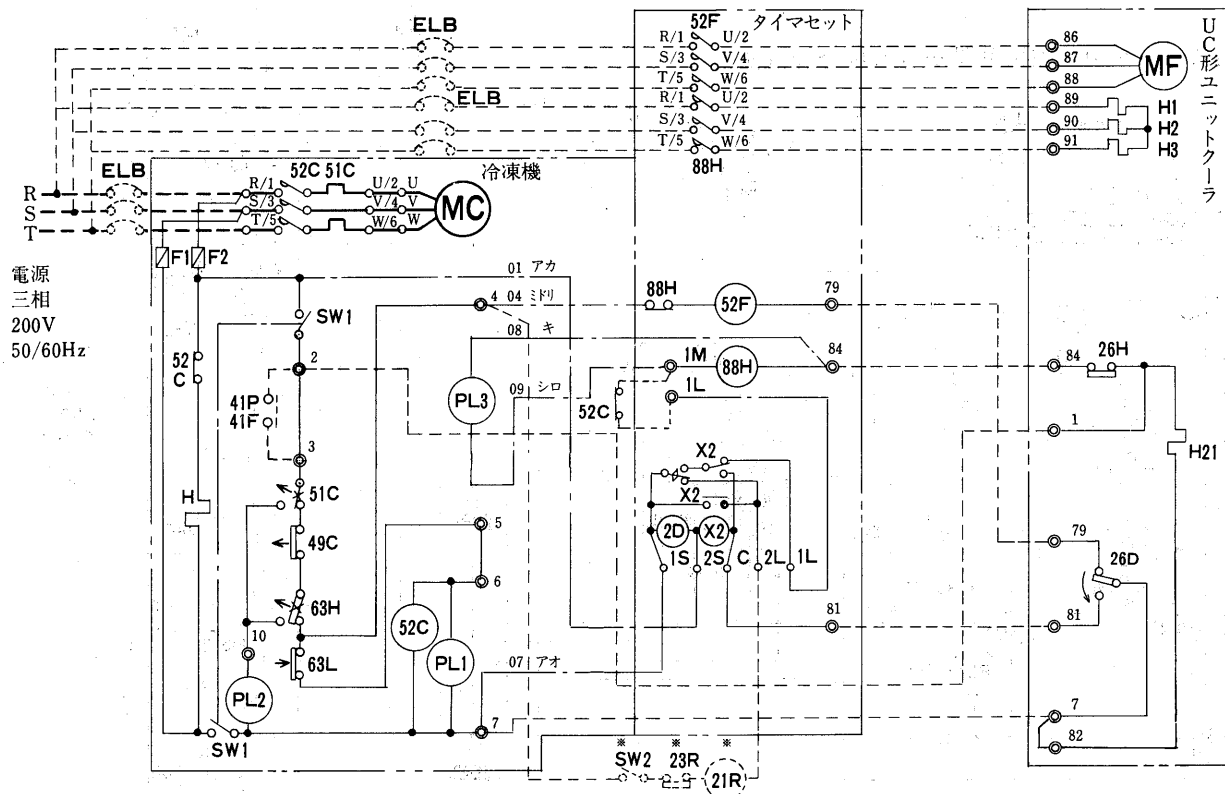 ELB
52F
タイマセット
R/1 U/2
S/3 V/4
T/5 W/6
ELB
R/1 U/2
S/3 V/4
T/5 W/6
88H
86
87
88
89
90
91
MF
H1
H2
H3
UC形ユニットクーラ
ELB
52C 51C
冷凍機
R
S
T
R/1
S/3
T/5
U/2 U
V/4 V
W/6 W
MC
F1 F2
電源
三相
200V
50/60Hz
01 アカ
4 04 ミドリ
88H
52F
79
SW1
08 キ
84
2
52
C
1M
88H
84
26H
09 シロ
1L
PL3
52C
41P
41F
3
1
H21
X2
H
51C
X2
5
79
49C
2D
X2
1S 2S C 2L 1L
26D
6
63H
52C
81
81
10
63L
PL1
07 アオ
PL2
7
7
82
SW1
※ ※ ※
SW2 23R
21R